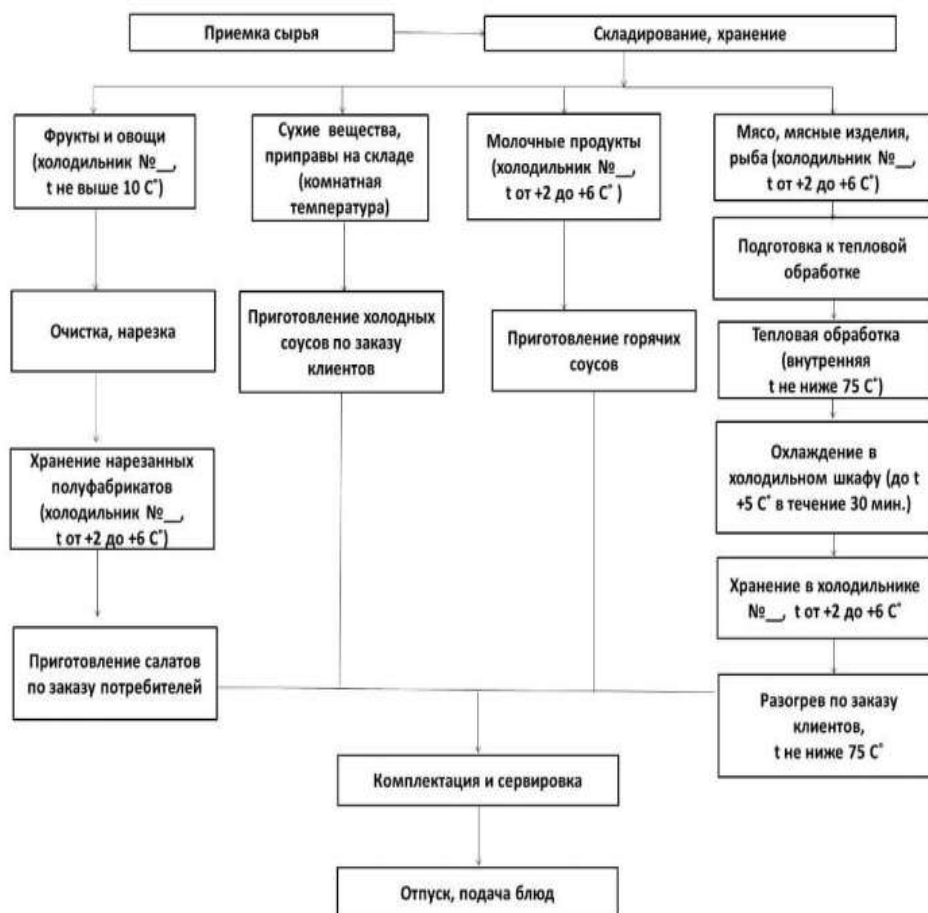 Приемка сырья
Складирование, хранение
Фрукты и овощи
(холодильник №__,
t не выше 10 С˚)
Сухие вещества,
приправы на складе
(комнатная
температура)
Молочные продукты
(холодильник №__,
t от +2 до +6 С˚ )
Мясо, мясные изделия,
рыба (холодильник №__,
t от +2 до +6 С˚)
Подготовка к тепловой
обработке
Очистка, нарезка
Приготовление холодных
соусов по заказу
клиентов
Приготовление горячих
соусов
Тепловая обработка
(внутренняя
t не ниже 75 С˚)
Хранение нарезанных
полуфабрикатов
(холодильник №__,
t от +2 до +6 С˚)
Охлаждение в
холодильном шкафу (до t
+5 С˚ в течение 30 мин.)
Хранение в холодильнике
№__, t от +2 до +6 С˚
Приготовление салатов
по заказу потребителей
Разогрев по заказу
клиентов,
t не ниже 75 С˚
Комплектация и сервировка
Отпуск, подача блюд